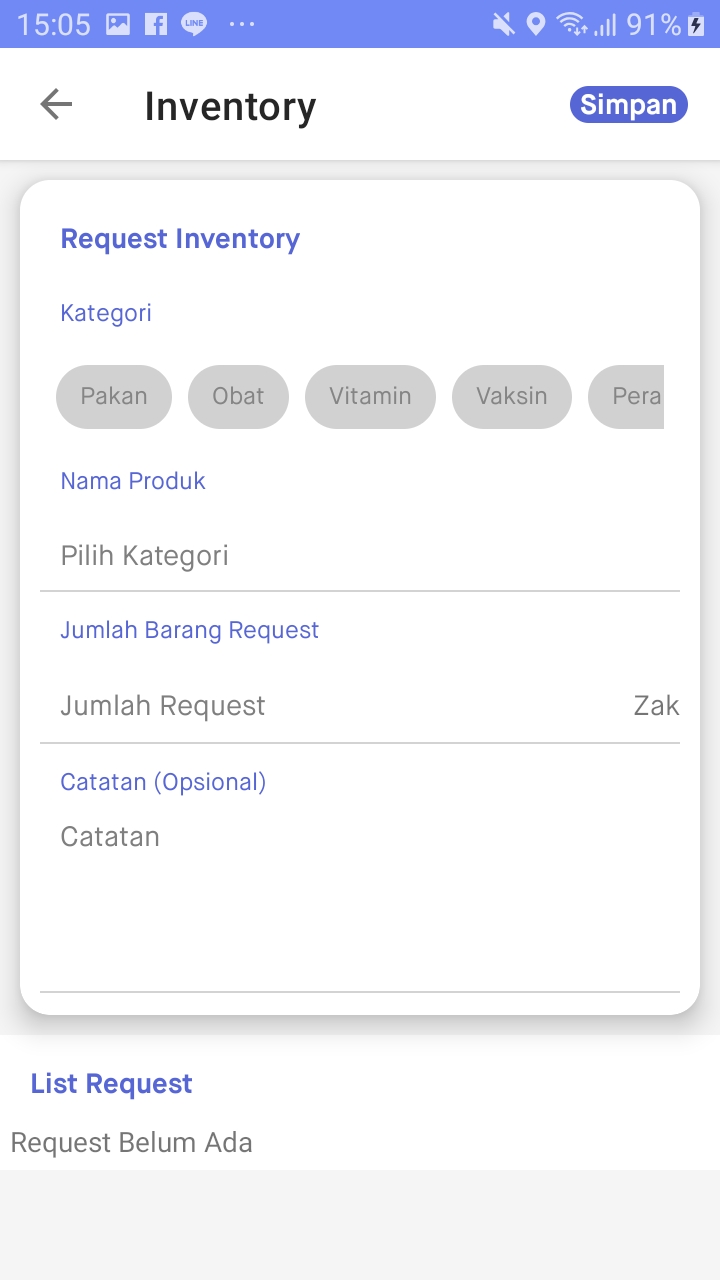 15:05 LINE 91%
Inventory Simpan
Request Inventory
Kategori
Pakan Obat Vitamin Vaksin Pera
Nama Produk
Pilih Kategori
Jumlah Barang Request
Jumlah Request Zak
Catatan (Opsional)
Catatan
List Request
Request Belum Ada